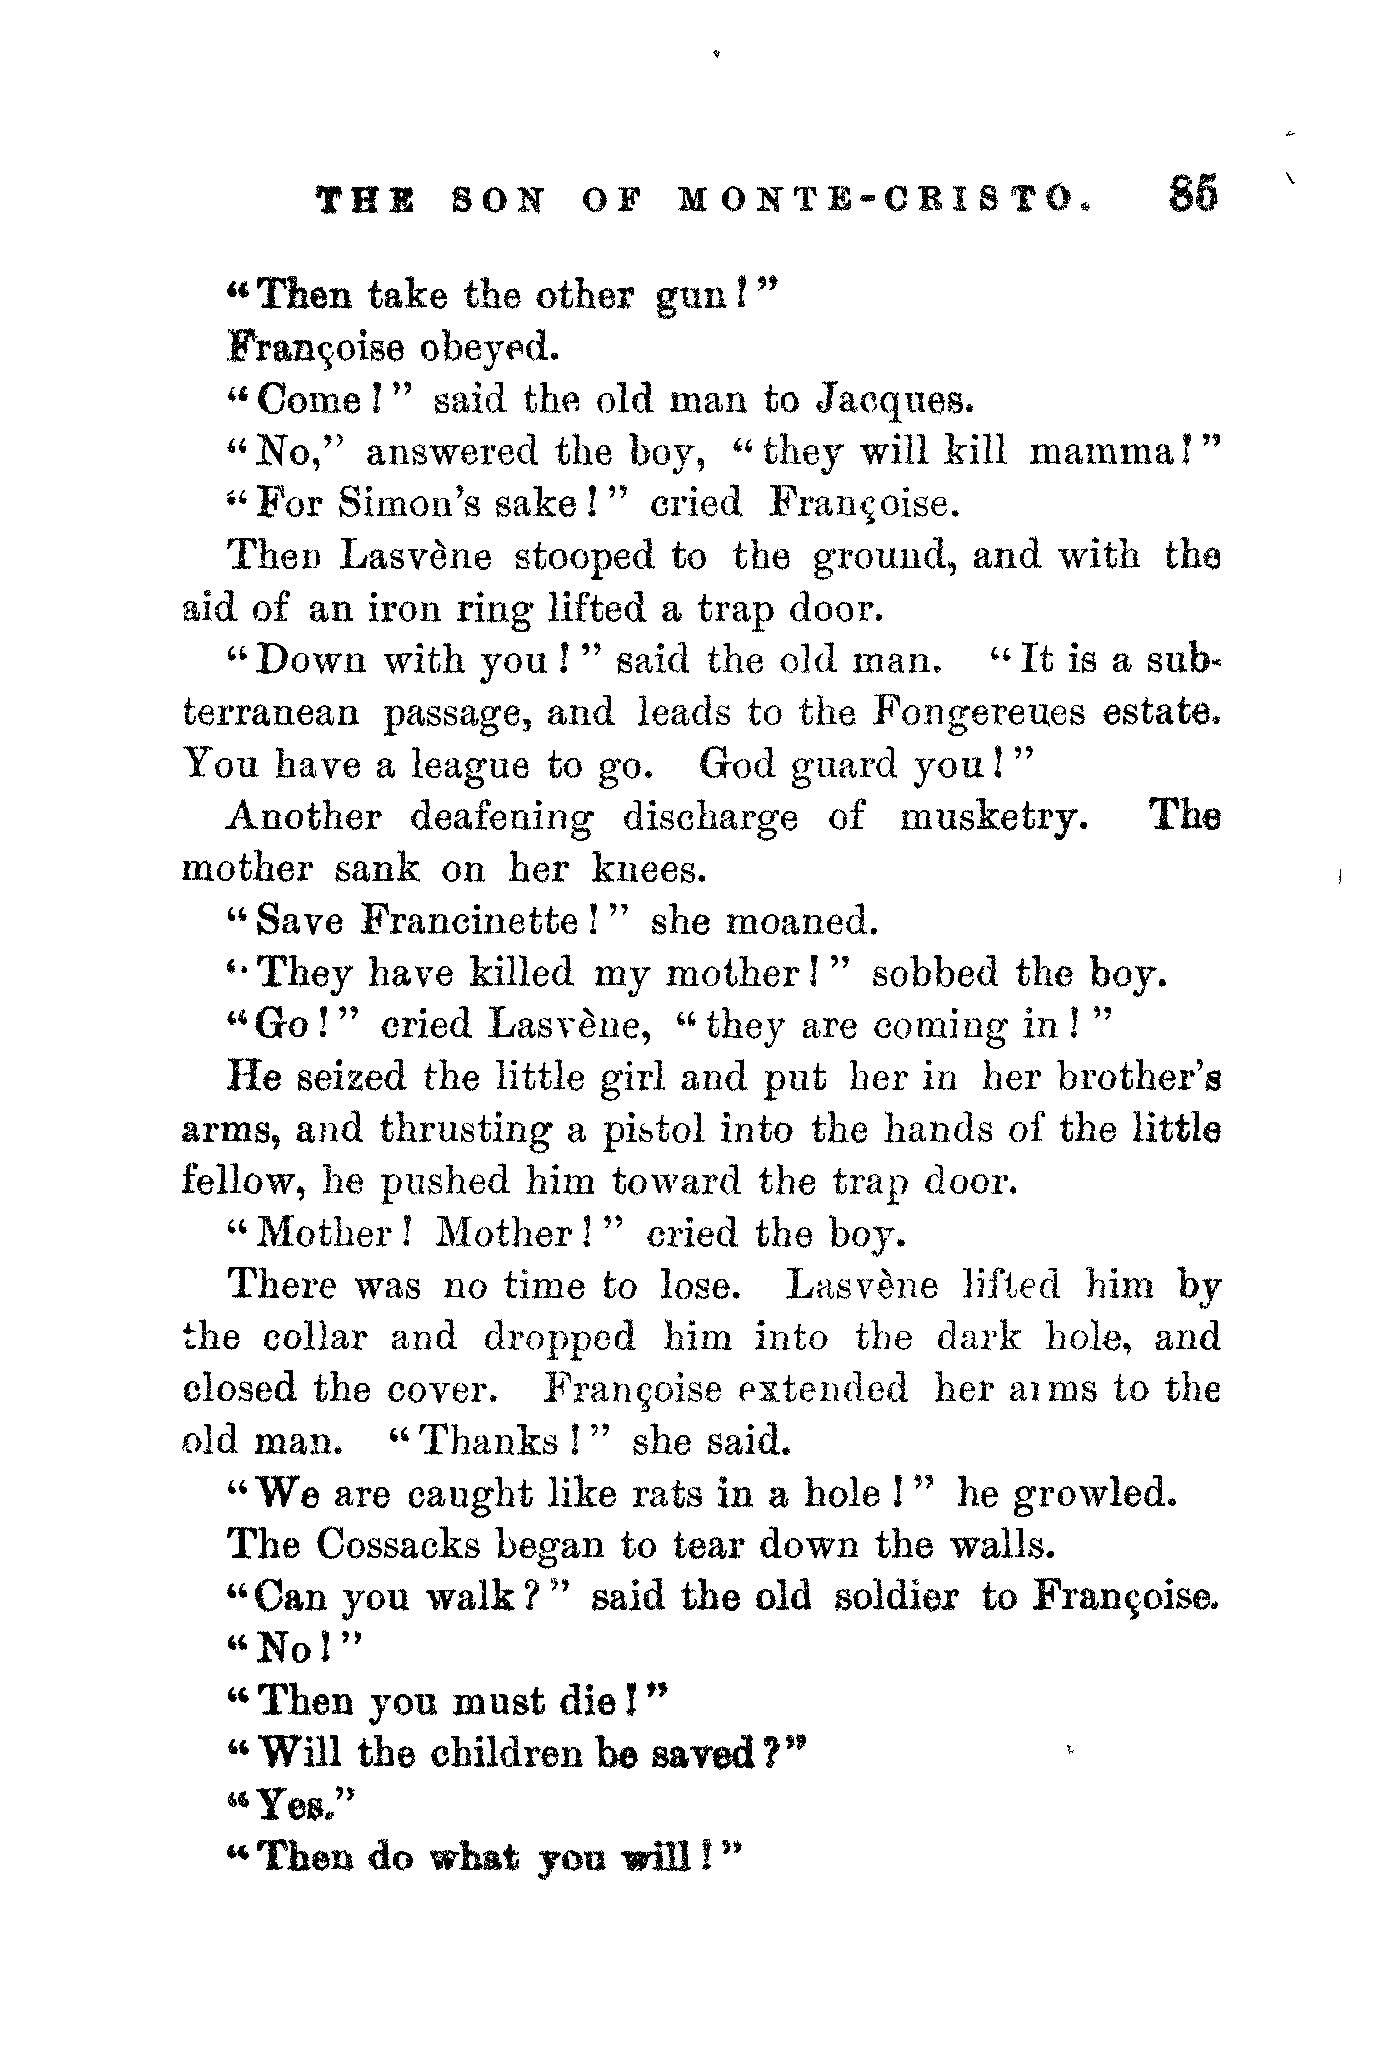 THE SON OF MONTE-CRISTO. 85
“Then take the other gun!”
Françoise obeyed.
“Come!” said the old man to Jacques.
“No,” answered the boy, “they will kill mamma!”
“For Simon's sake!” cried Françoise.
Then Lasvène stooped to the ground, and with the
aid of an iron ring lifted a trap door.
“Down with you!” said the old man. “It is a sub-
terranean passage, and leads to the Fongereues estate.
You have a league to go. God guard you!”
Another deafening discharge of musketry. The
mother sank on her knees.
“Save Francinette!” she moaned.
“They have killed my mother!” sobbed the boy.
“Go!” cried Lasvène, “they are coming in!”
He seized the little girl and put her in her brother's
arms, and thrusting a pistol into the hands of the little
fellow, he pushed him toward the trap door.
“Mother! Mother!” cried the boy.
There was no time to lose. Lasvène lifted him by
the collar and dropped him into the dark hole, and
closed the cover. Françoise extended her arms to the
old man. “Thanks!” she said.
“We are caught like rats in a hole!” he growled.
The Cossacks began to tear down the walls.
“Can you walk?” said the old soldier to Françoise.
“No!”
“Then you must die!”
“Will the children be saved?”
“Yes.”
“Then do what you will!”